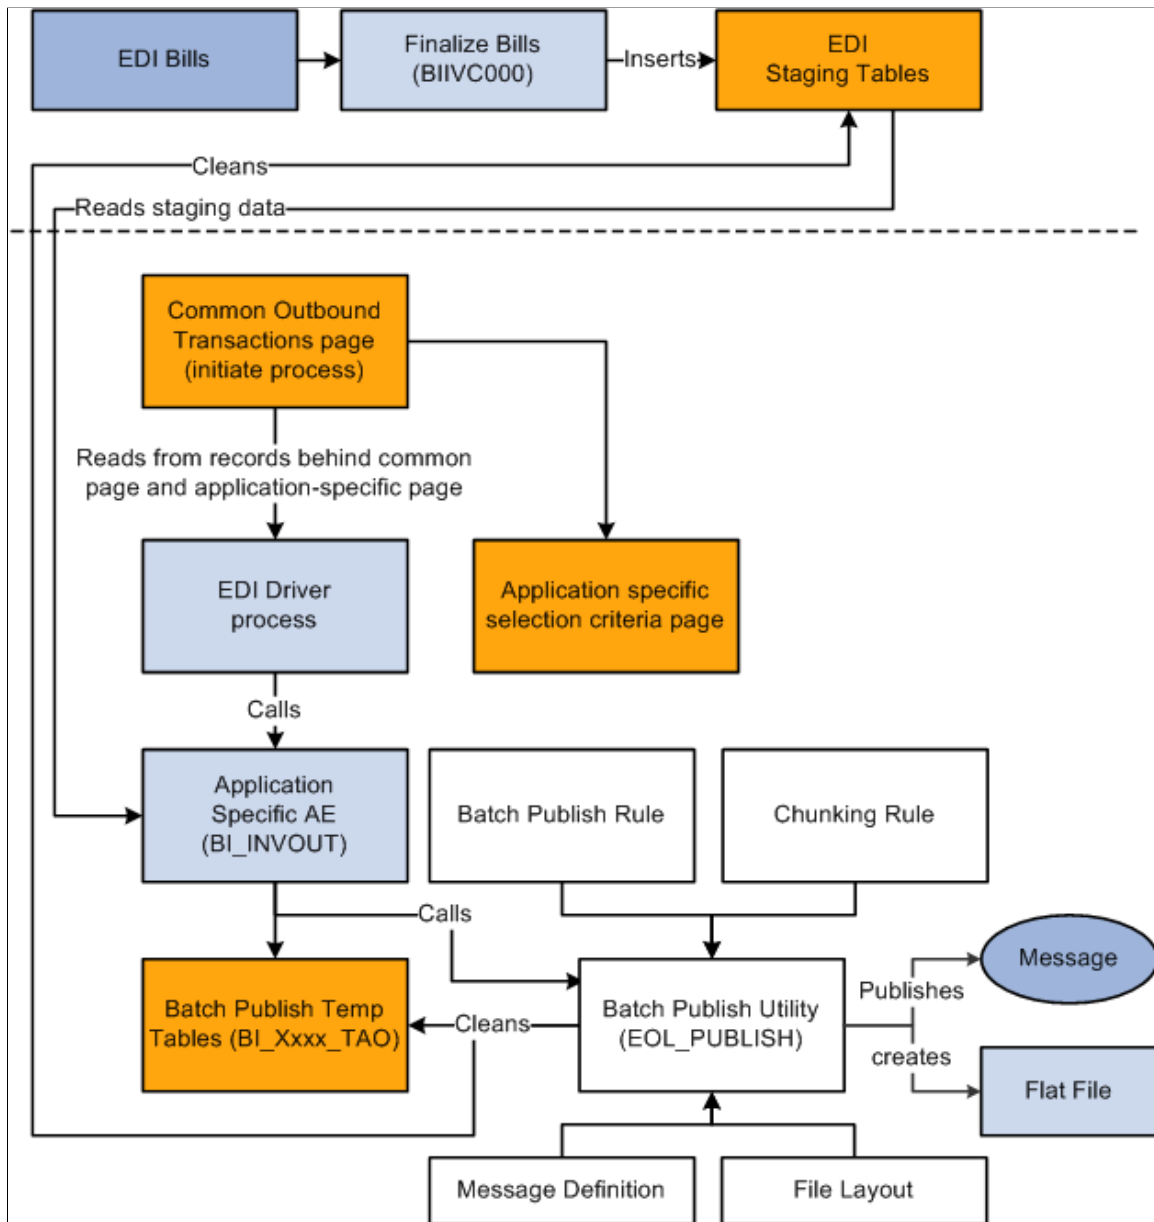 EDI Bills
Finalize Bills
(BIIVC000)
Inserts
EDI
Staging Tables
Cleans
Reads staging data
Common Outbound
Transactions page
(initiate process)
Reads from records behind common
page and application-specific page
EDI Driver
process
Application specific
selection criteria page
Calls
Application
Specific AE
(BI_INVOUT)
Batch Publish Rule
Chunking Rule
Calls
Batch Publish Temp
Tables (BI_Xxxx_TAO)
Cleans
Batch Publish Utility
(EOL_PUBLISH)
Publishes
creates
Message
Flat File
Message Definition
File Layout